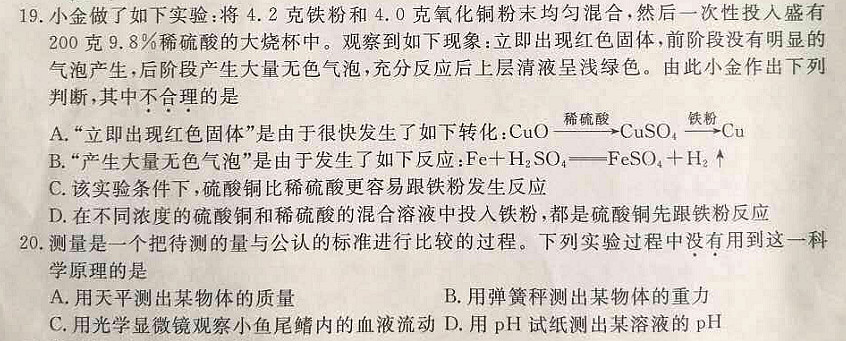 19. 小金做了如下实验:将 4.2 克铁粉和 4.0 克氧化铜粉末均匀混合,然后一次性投入盛有
200 克 9.8%稀硫酸的大烧杯中。观察到如下现象:立即出现红色固体,前阶段没有明显的
气泡产生,后阶段产生大量无色气泡,充分反应后上层清液呈浅绿色。由此小金作出下列
判断,其中不合理的是
A. “立即出现红色固体”是由于很快发生了如下转化:CuO —稀硫酸→ CuSO₄ —铁粉→ Cu
B. “产生大量无色气泡”是由于发生了如下反应:Fe+H₂SO₄══FeSO₄+H₂↑
C. 该实验条件下,硫酸铜比稀硫酸更容易跟铁粉发生反应
D. 在不同浓度的硫酸铜和稀硫酸的混合溶液中投入铁粉,都是硫酸铜先跟铁粉反应
20. 测量是一个把待测的量与公认的标准进行比较的过程。下列实验过程中没有用到这一科
学原理的是
A. 用天平测出某物体的质量 B. 用弹簧秤测出某物体的重力
C. 用光学显微镜观察小鱼尾鳍内的血液流动 D. 用 pH 试纸测出某溶液的 pH